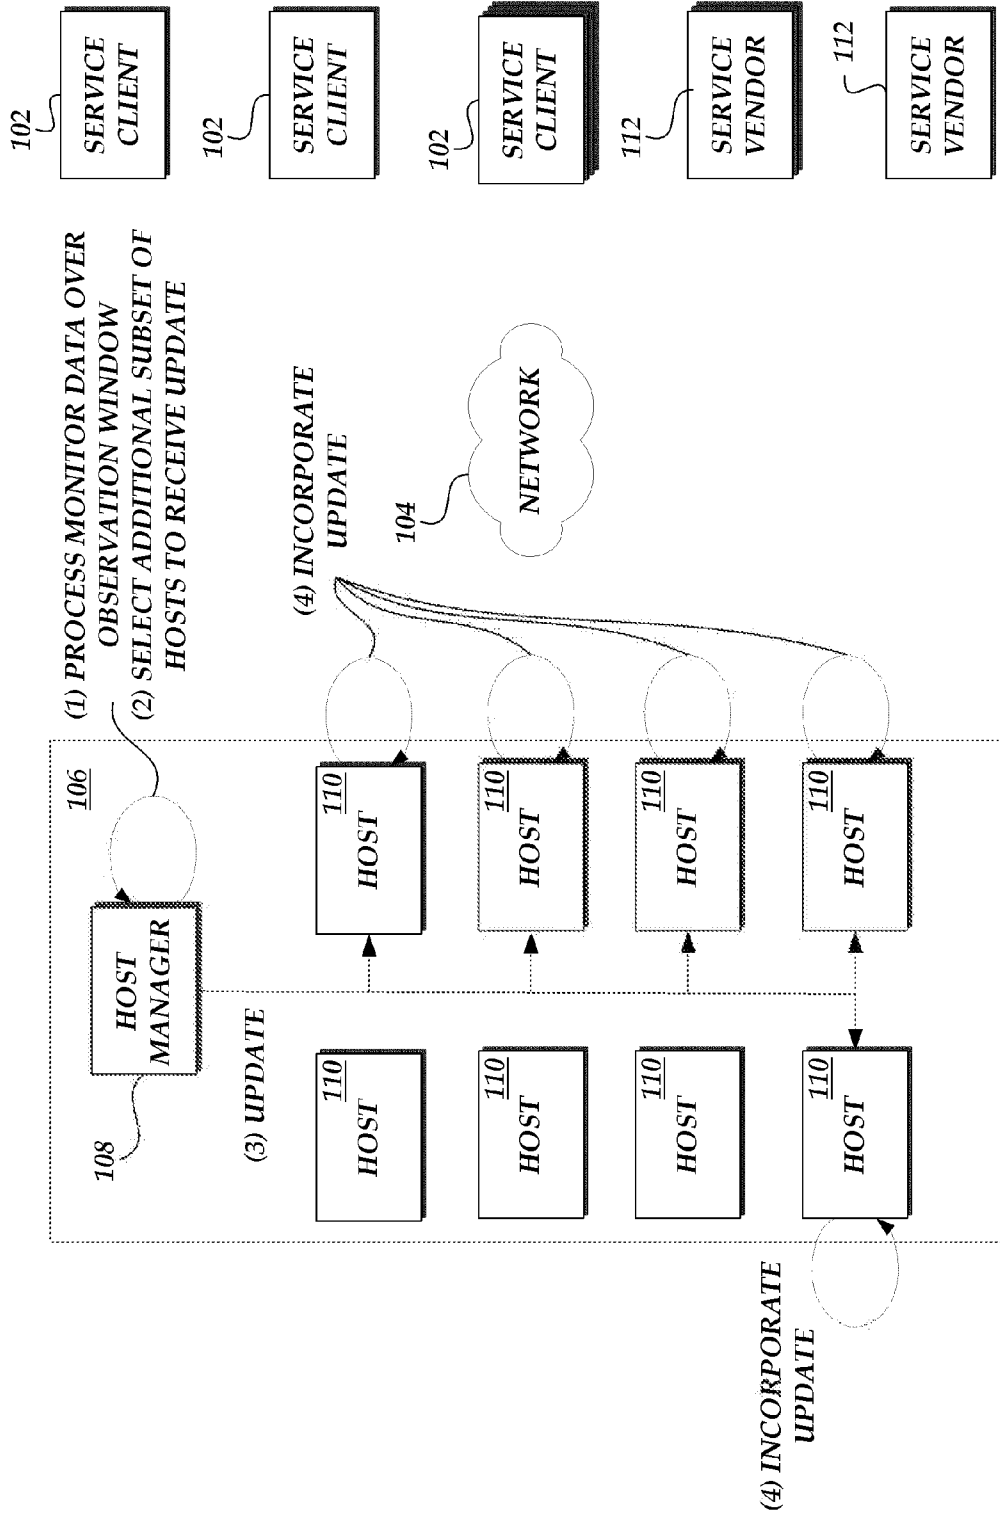 (1) PROCESS MONITOR DATA OVER
OBSERVATION WINDOW
(2) SELECT ADDITIONAL SUBSET OF
HOSTS TO RECEIVE UPDATE
106
108
HOST
MANAGER
(3) UPDATE
(4) INCORPORATE
UPDATE
110
HOST
110
HOST
110
HOST
110
HOST
110
HOST
110
HOST
110
HOST
110
HOST
(4) INCORPORATE
UPDATE
104
NETWORK
102
SERVICE
CLIENT
102
SERVICE
CLIENT
102
SERVICE
CLIENT
112
SERVICE
VENDOR
112
SERVICE
VENDOR